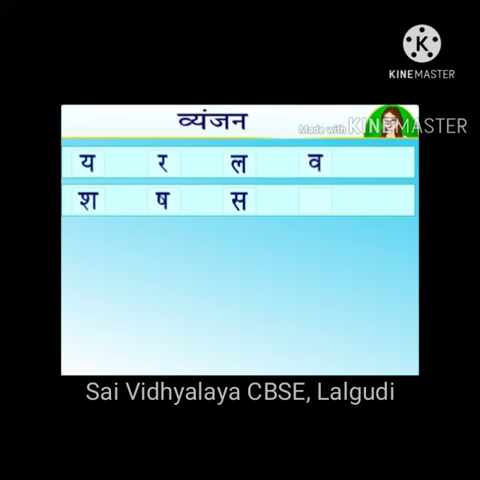 KINEMASTER
व्यंजन
Made with KINEMASTER
य र ल व
श ष स
Sai Vidhyalaya CBSE, Lalgudi